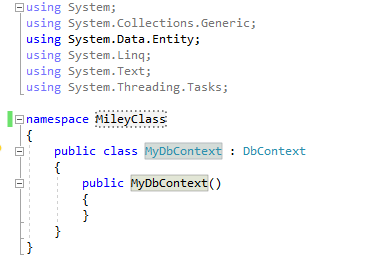 using System;
using System.Collections.Generic;
using System.Data.Entity;
using System.Linq;
using System.Text;
using System.Threading.Tasks;
namespace MileyClass
{
public class MyDbContext : DbContext
{
public MyDbContext()
{
}
}
}